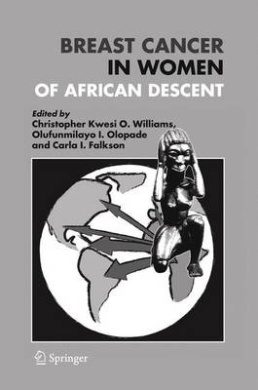 BREAST CANCER
IN WOMEN
OF AFRICAN DESCENT
Edited by
Christopher Kwesi O. Williams,
Olufunmilayo I. Olopade
and Carla I. Falkson
Springer